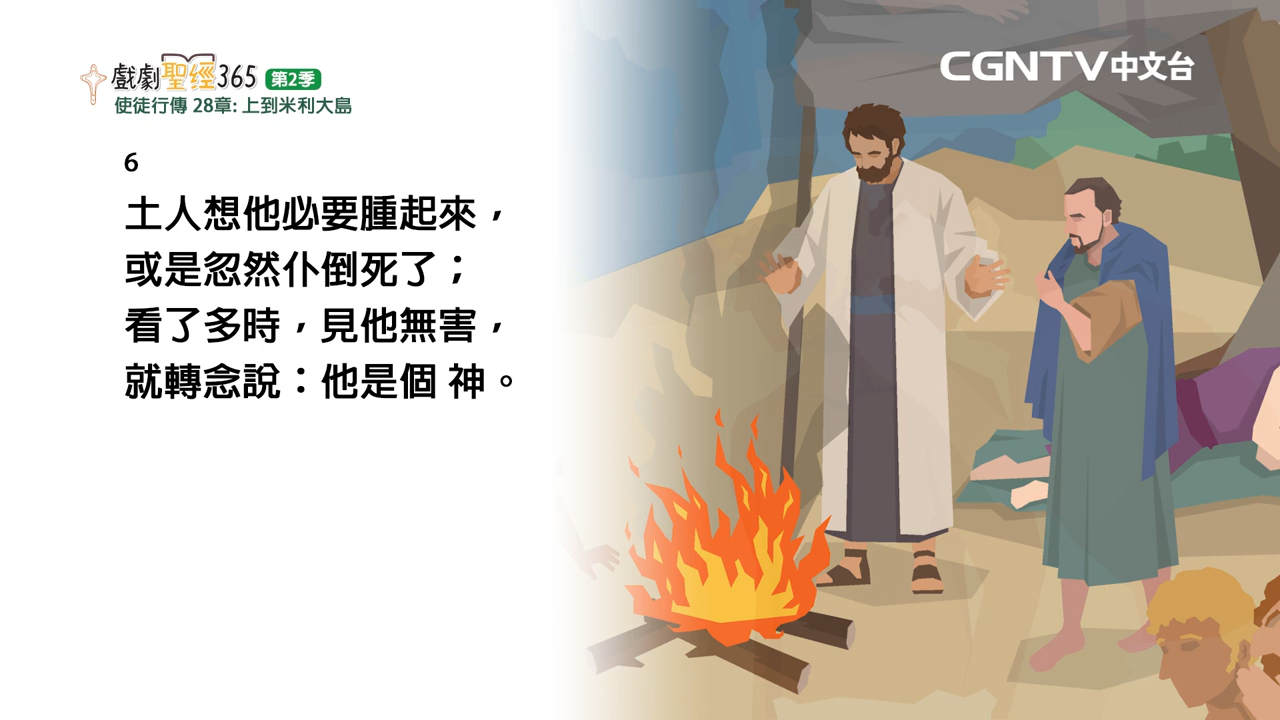 戲劇聖經365 第2季
使徒行傳 28章: 上到米利大島
CGNTV中文台
6
土人想他必要腫起來，
或是忽然仆倒死了；
看了多時，見他無害，
就轉念說：他是個 神。